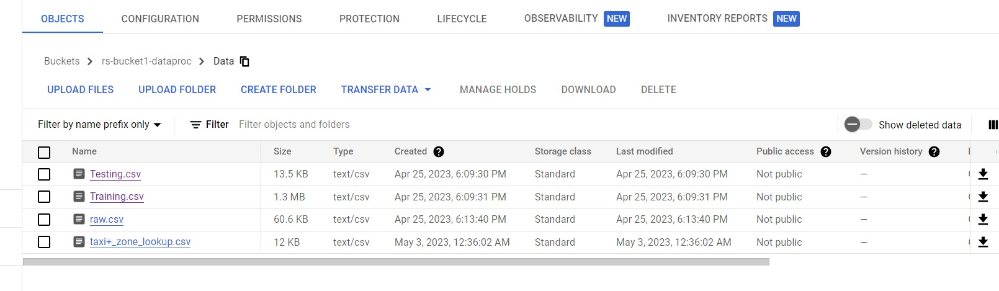 OBJECTS CONFIGURATION PERMISSIONS PROTECTION LIFECYCLE OBSERVABILITY NEW INVENTORY REPORTS NEW
Buckets rs-bucket1-dataproc Data
UPLOAD FILES UPLOAD FOLDER CREATE FOLDER TRANSFER DATA MANAGE HOLDS DOWNLOAD DELETE
Filter by name prefix only Filter Filter objects and folders Show deleted data
Name Size Type Created Storage class Last modified Public access Version history
Testing.csv 13.5 KB text/csv Apr 25, 2023, 6:09:30 PM Standard Apr 25, 2023, 6:09:30 PM Not public —
Training.csv 1.3 MB text/csv Apr 25, 2023, 6:09:31 PM Standard Apr 25, 2023, 6:09:31 PM Not public —
raw.csv 60.6 KB text/csv Apr 25, 2023, 6:13:40 PM Standard Apr 25, 2023, 6:13:40 PM Not public —
taxi+_zone_lookup.csv 12 KB text/csv May 3, 2023, 12:36:02 AM Standard May 3, 2023, 12:36:02 AM Not public —